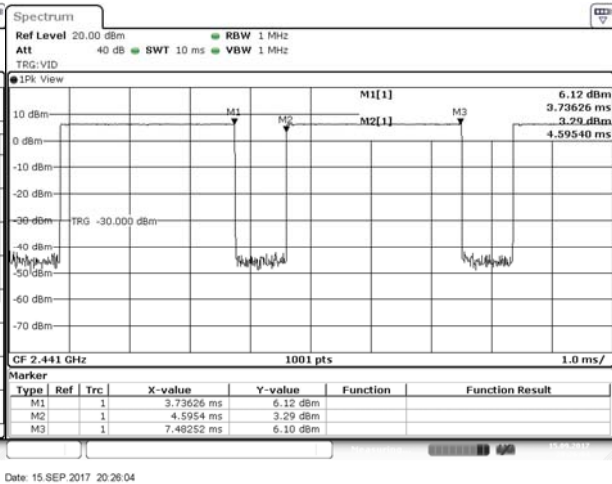 Spectrum
Ref Level 20.00 dBm RBW 1 MHz
Att 40 dB SWT 10 ms VBW 1 MHz
TRG:VID
1Pk View
M1[1] 6.12 dBm
3.73626 ms
M2[1] 3.29 dBm
4.59540 ms
M1
M2
M3
10 dBm
0 dBm
-10 dBm
-20 dBm
-30 dBm
TRG -30.000 dBm
-40 dBm
-50 dBm
-60 dBm
-70 dBm
CF 2.441 GHz 1001 pts 1.0 ms/
Marker
Type Ref Trc X-value Y-value Function Function Result
M1 1 3.73626 ms 6.12 dBm
M2 1 4.5954 ms 3.29 dBm
M3 1 7.48252 ms 6.10 dBm
Date: 15.SEP.2017 20:26:04